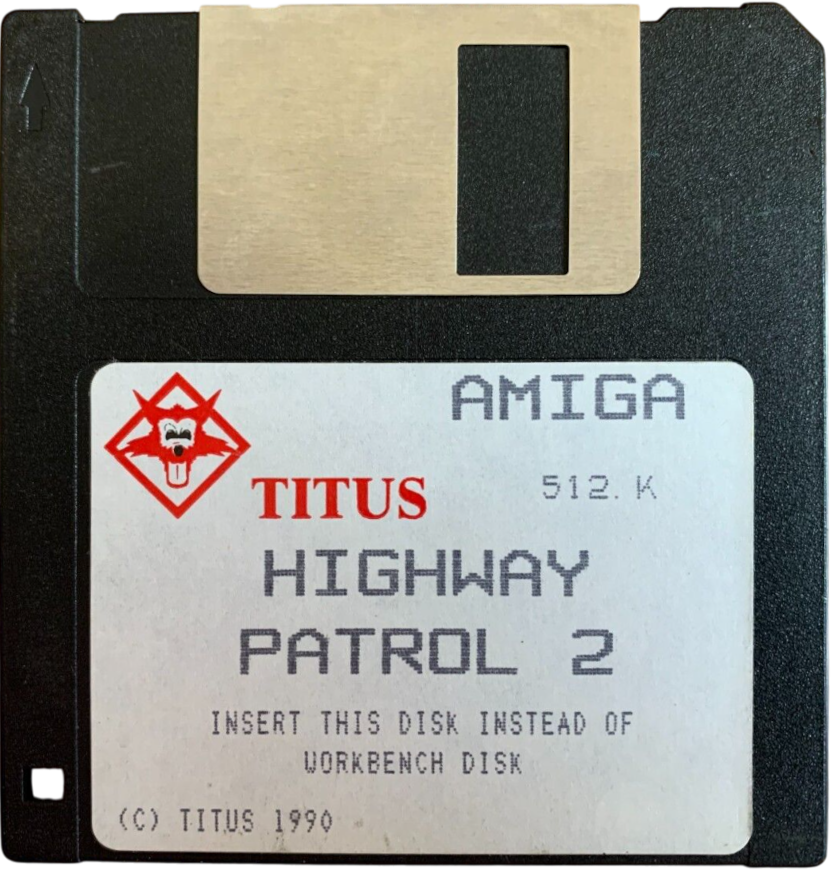 AMIGA
TITUS
512. K
HIGHWAY
PATROL 2
INSERT THIS DISK INSTEAD OF
WORKBENCH DISK
(C) TITUS 1990